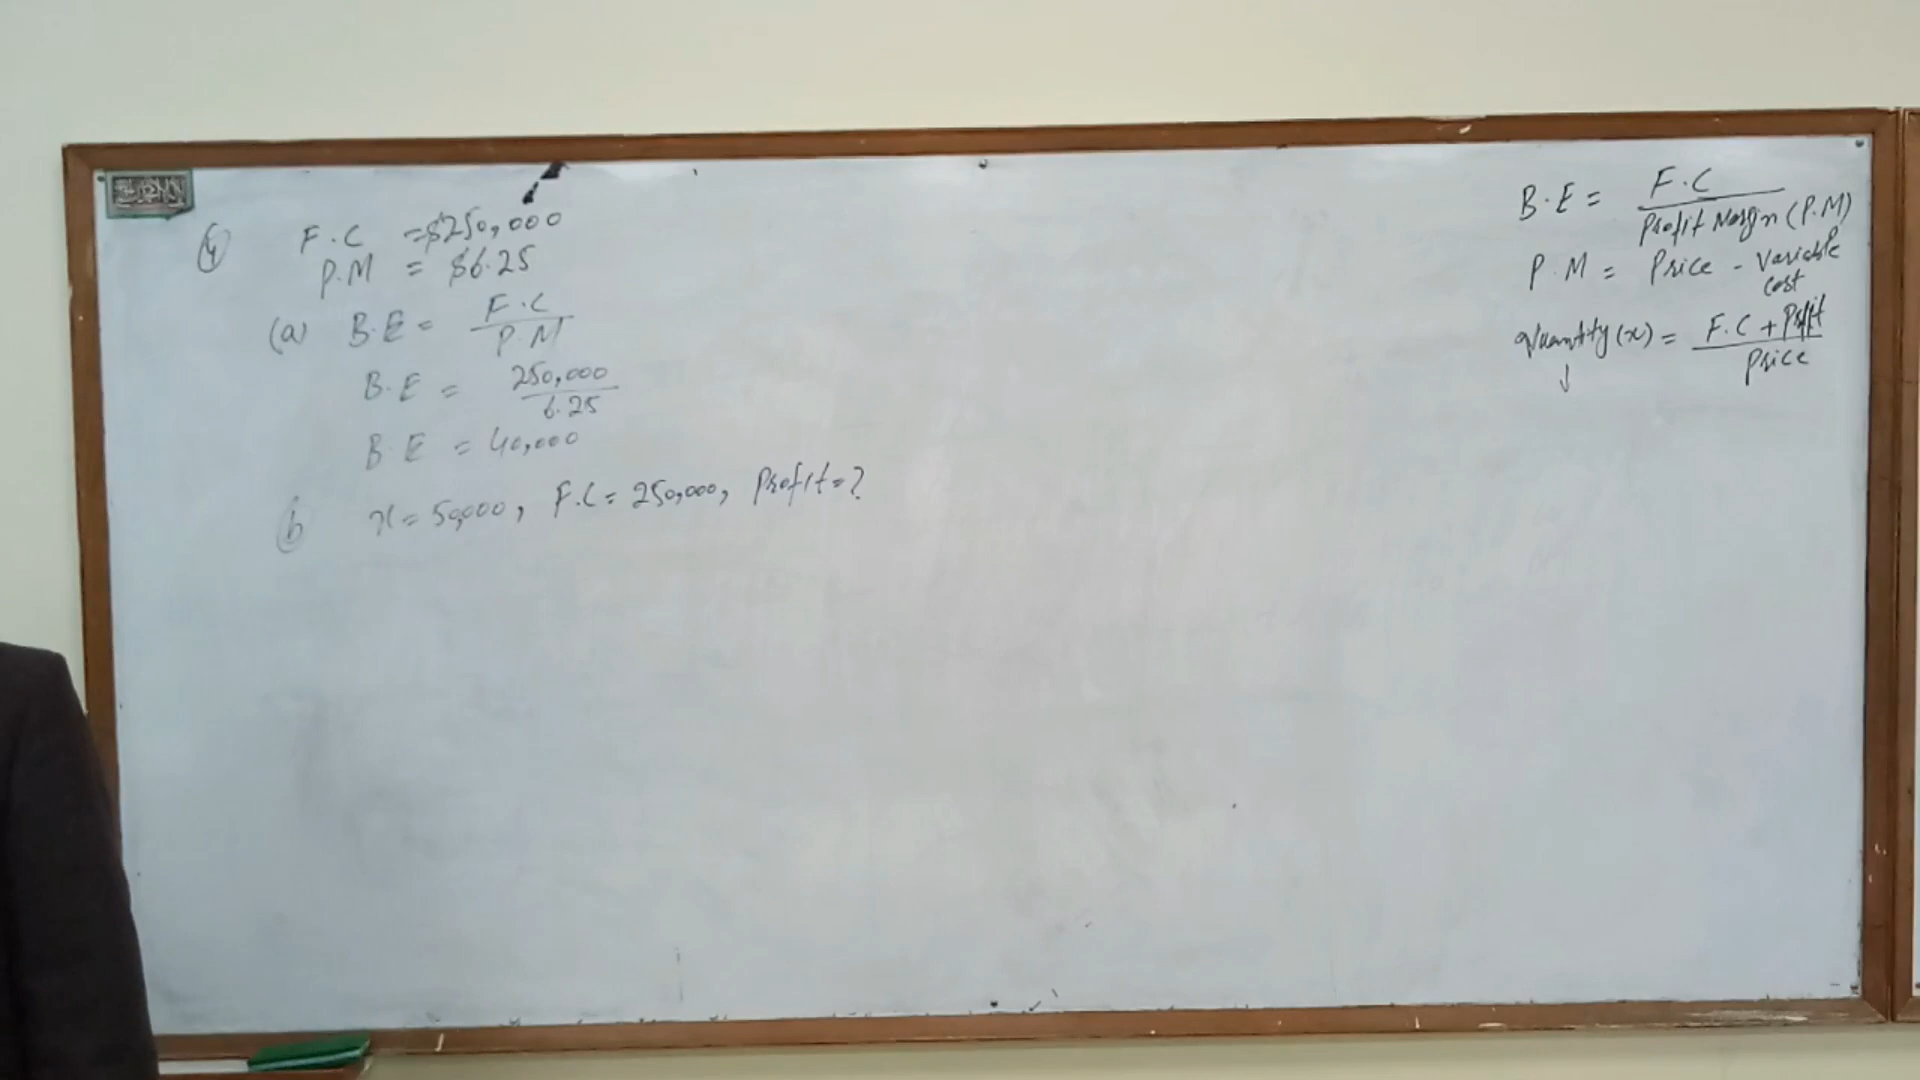 ④ F.C = $250,000
P.M = $6.25
(a) B.E = F.C / P.M
B.E = 250,000 / 6.25
B.E = 40,000
ⓑ x = 50,000, F.C = 250,000, Profit = ?
B.E = F.C / Profit Margin (P.M)
P.M = Price - Variable cost
Quantity (x) = F.C + Profit / Price
↓